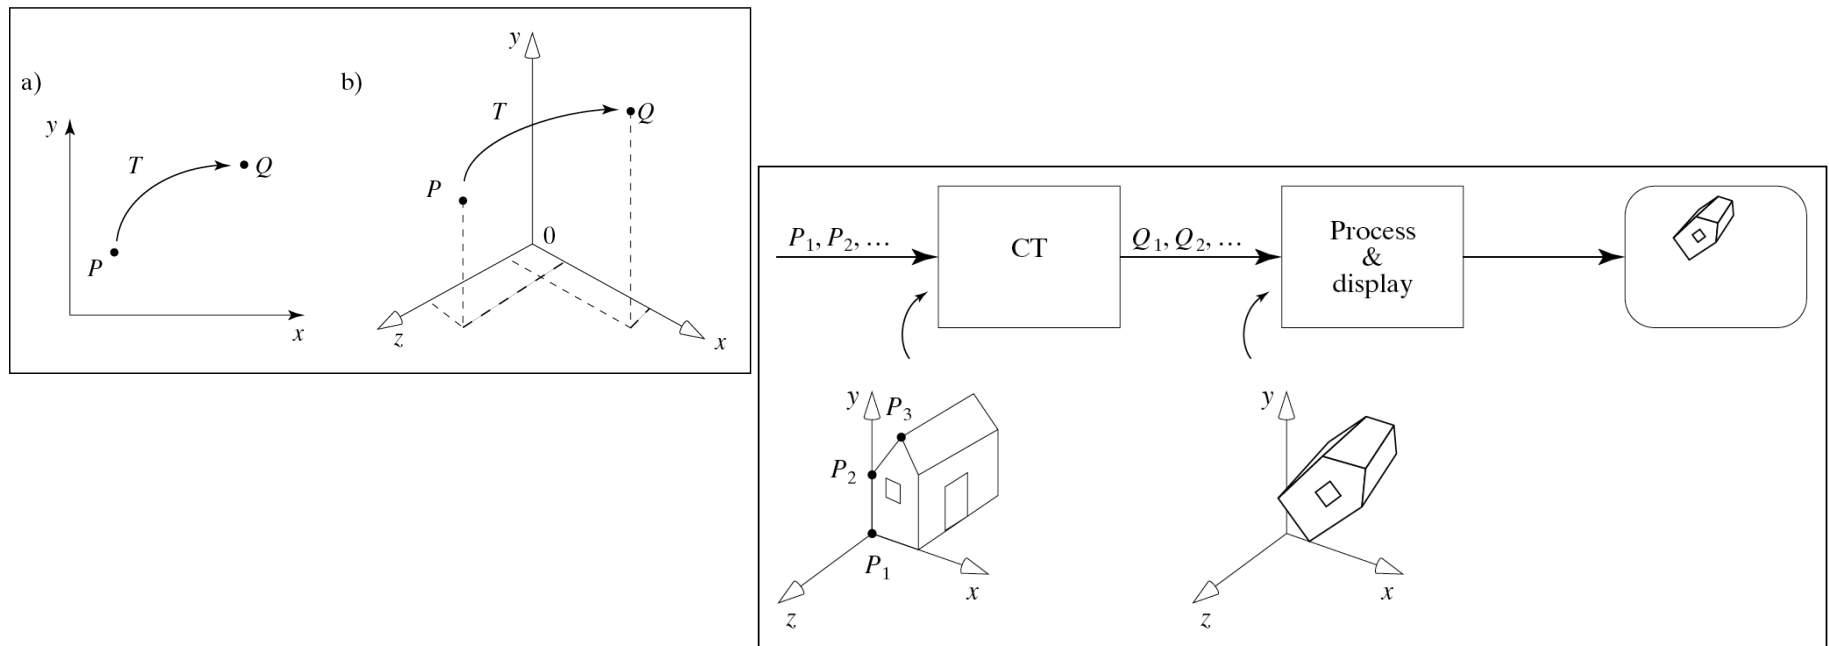 a)
y
T
Q
P
x
b)
y
T
Q
P
0
z
x
P1, P2, …
CT
Q1, Q2, …
Process
&
display
y
P3
P2
P1
x
z
y
x
z